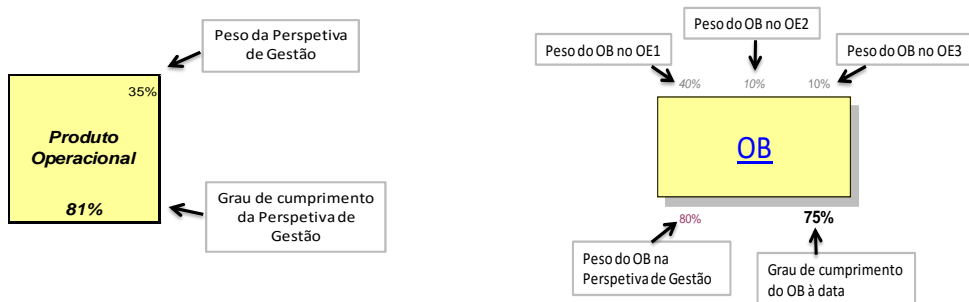 Peso da Perspetiva
de Gestão
35%
Produto
Operacional
81%
Grau de cumprimento
da Perspetiva de
Gestão
Peso do OB no OE2
Peso do OB no OE1
Peso do OB no OE3
40%
10%
10%
OB
80%
75%
Peso do OB na
Perspetiva de Gestão
Grau de cumprimento
do OB à data